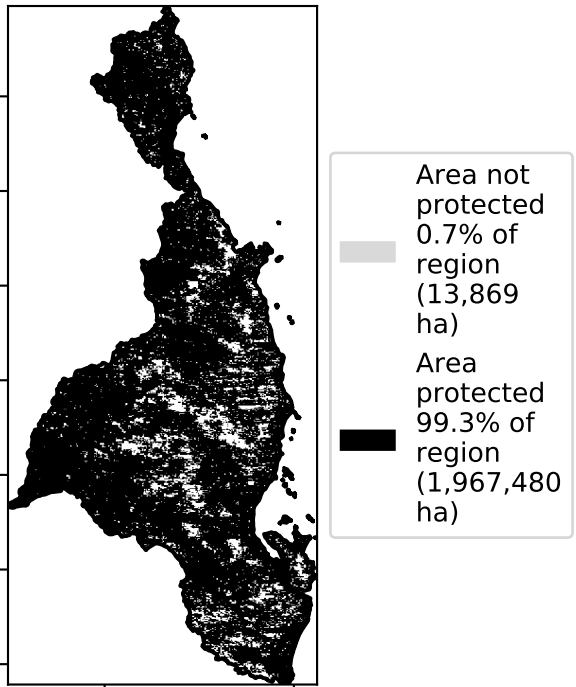 Area not
protected
0.7% of
region
(13,869
ha)
Area
protected
99.3% of
region
(1,967,480
ha)